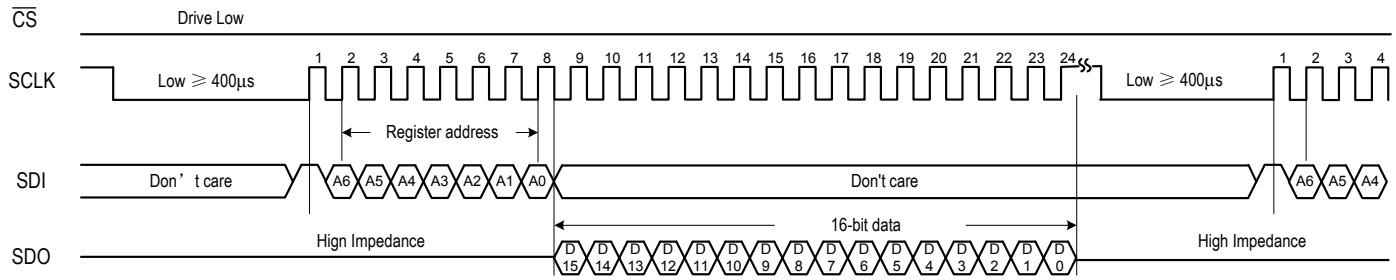 CS Drive Low
1 2 3 4 5 6 7 8 9 10 11 12 13 14 15 16 17 18 19 20 21 22 23 24 1 2 3 4
SCLK Low ≥ 400μs Low ≥ 400μs
Register address
SDI Don' t care A6 A5 A4 A3 A2 A1 A0 Don't care A6 A5 A4
16-bit data
SDO Hign Impedance D15 D14 D13 D12 D11 D10 D9 D8 D7 D6 D5 D4 D3 D2 D1 D0 High Impedance